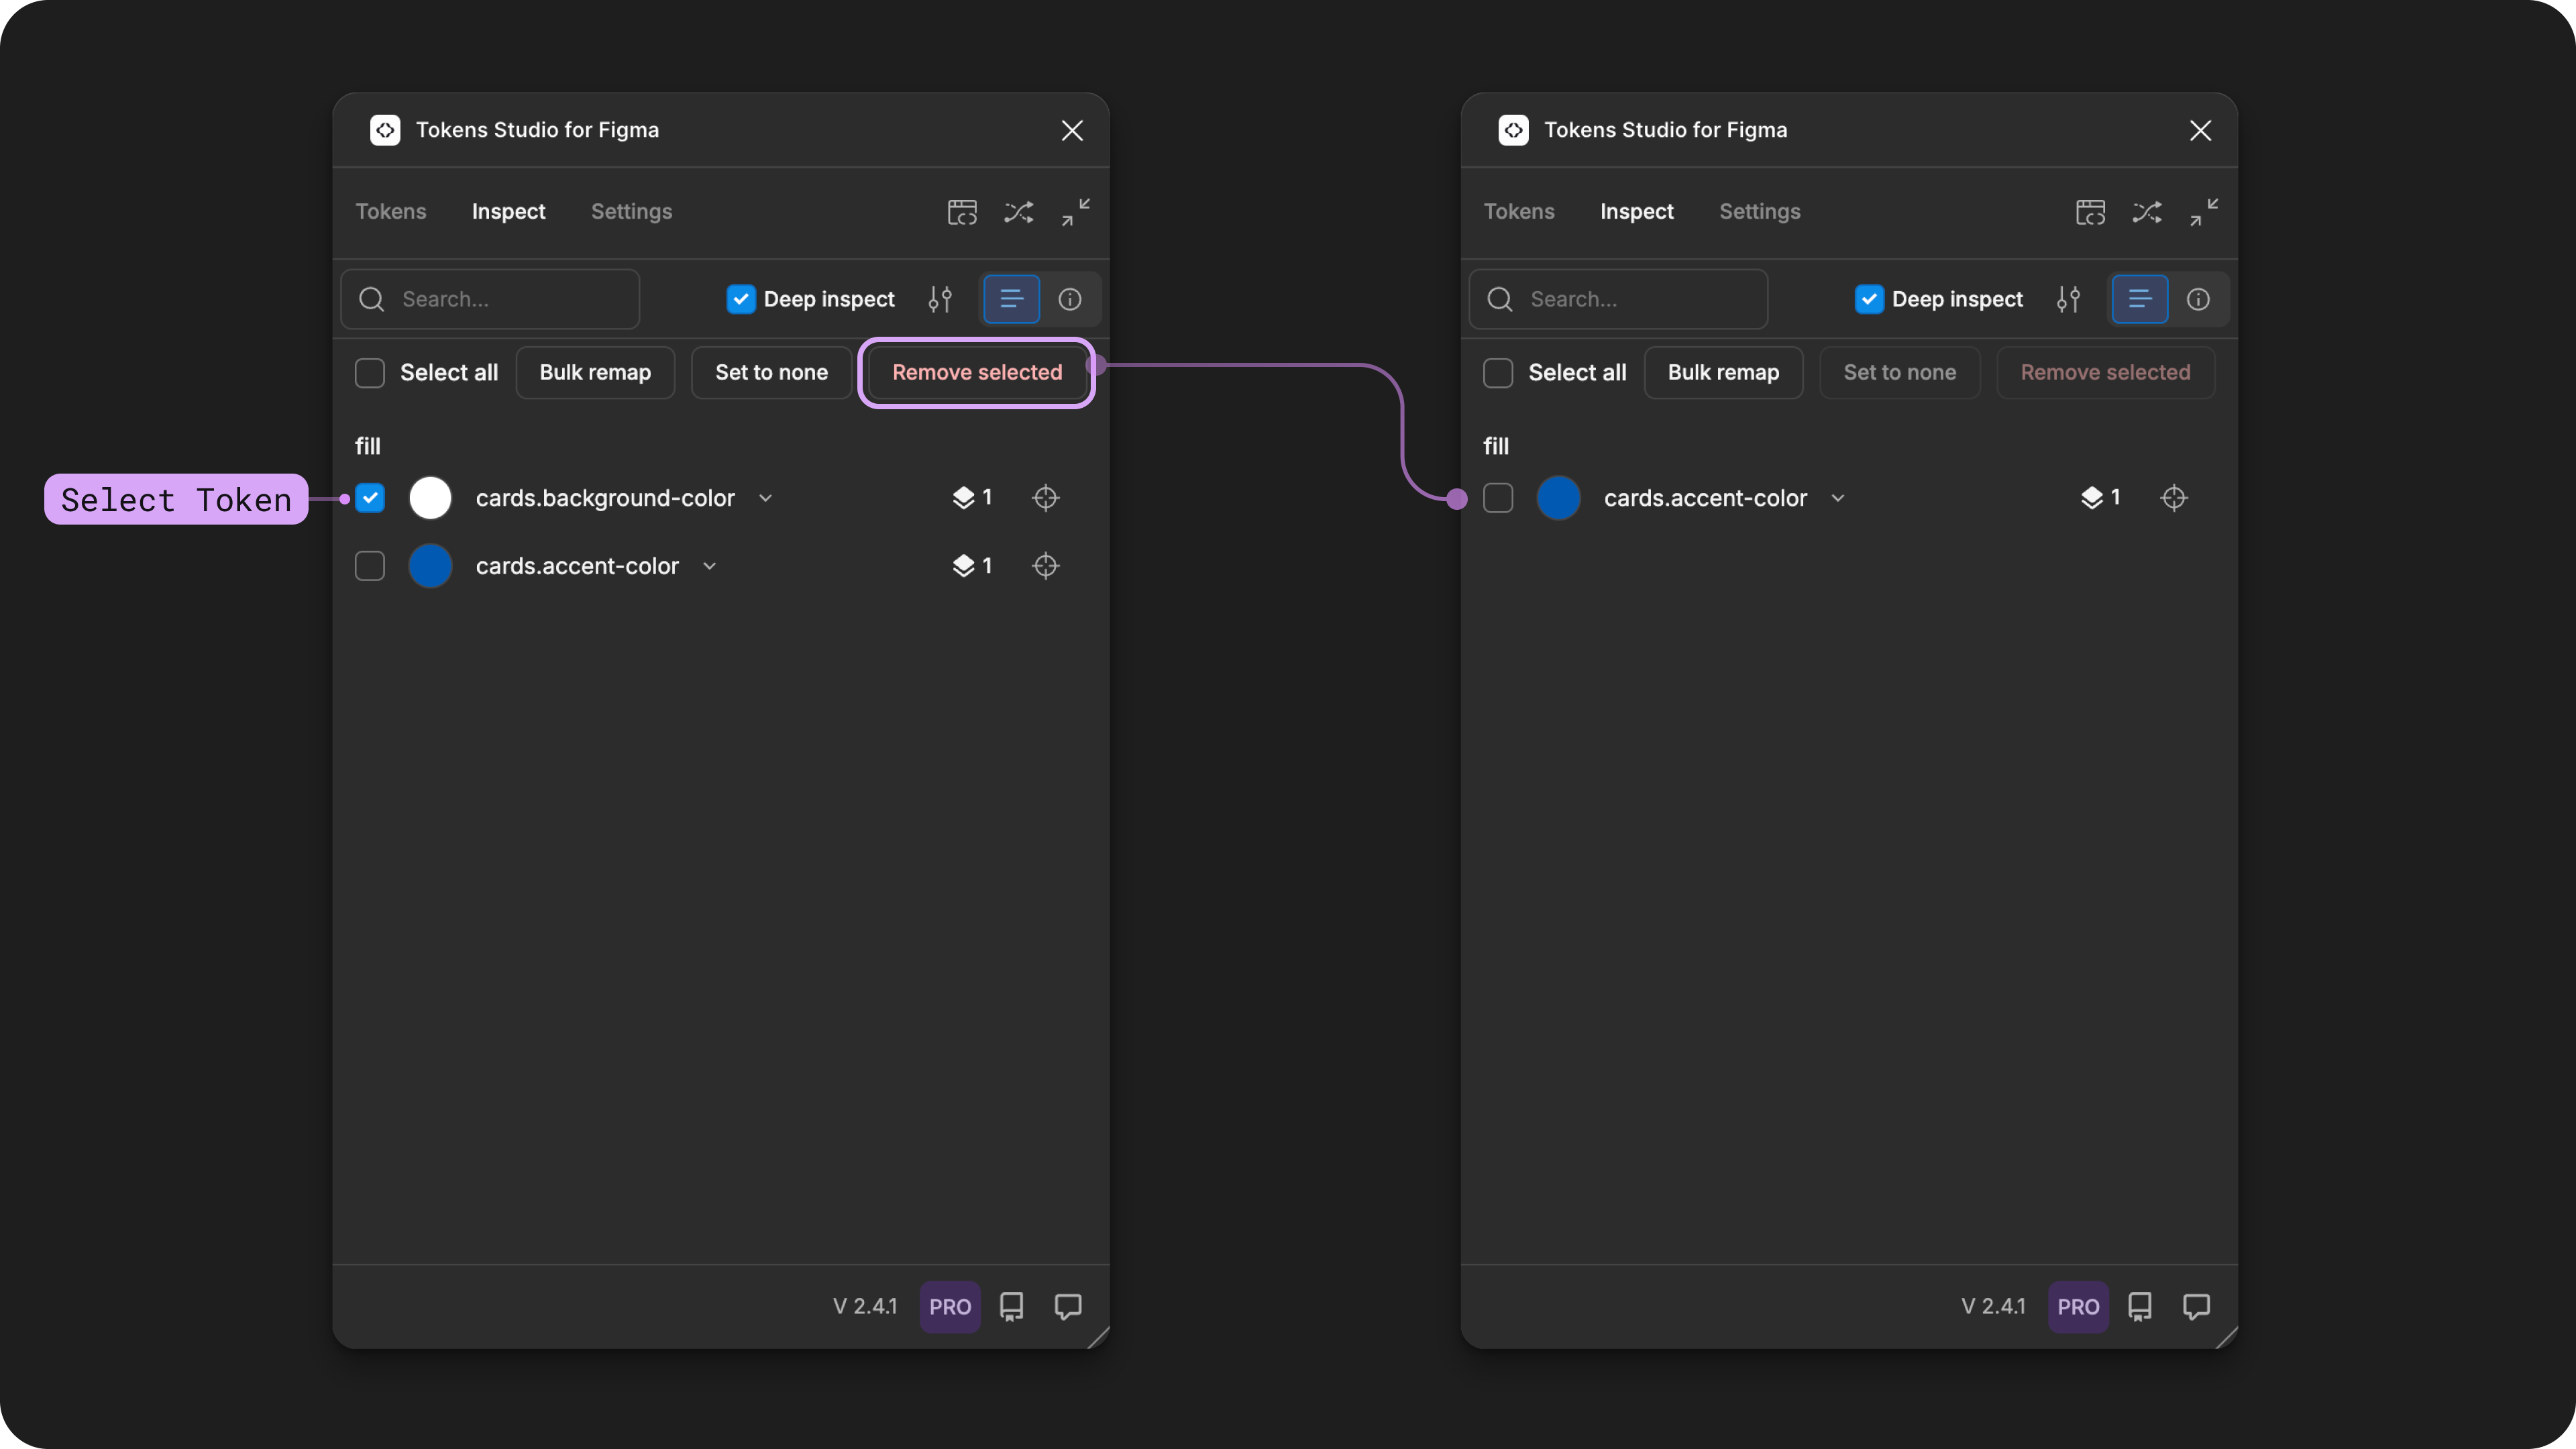 Tokens Studio for Figma
Tokens Inspect Settings
Search... Deep inspect
Select all Bulk remap Set to none Remove selected
fill
Select Token
cards.background-color 1
cards.accent-color 1
V 2.4.1 PRO
Tokens Studio for Figma
Tokens Inspect Settings
Search... Deep inspect
Select all Bulk remap Set to none Remove selected
fill
cards.accent-color 1
V 2.4.1 PRO